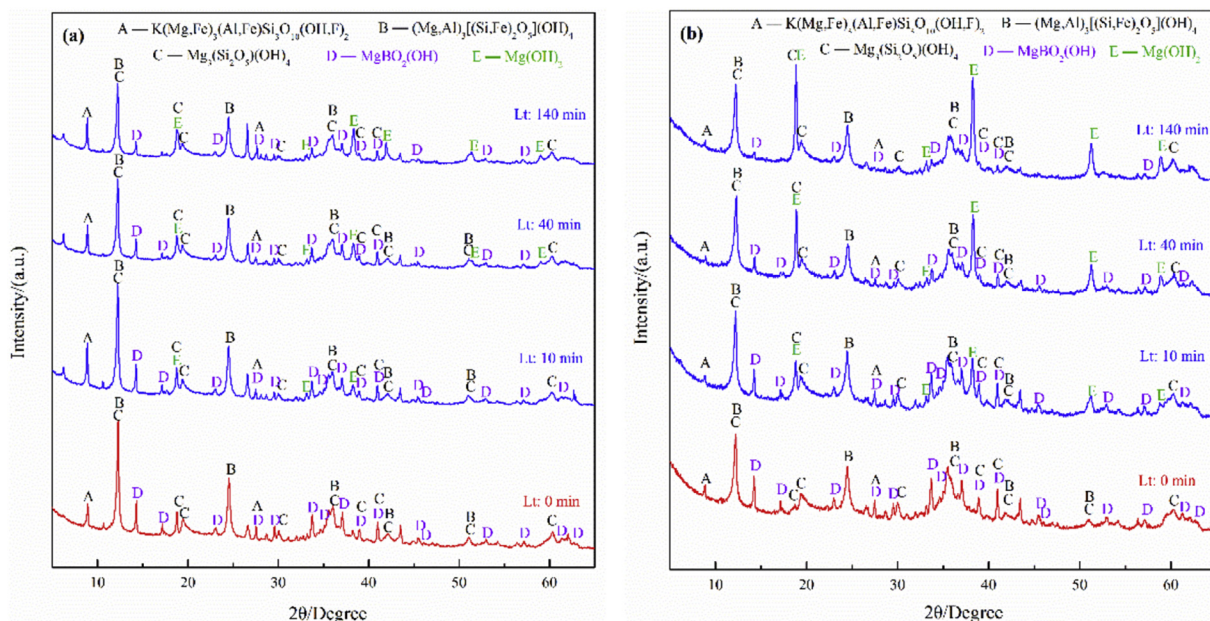 (a)
A — K(Mg,Fe)₃(Al,Fe)Si₃O₁₀(OH,F)₂ B — (Mg,Al)₃[(Si,Fe)₂O₅](OH)₄
C — Mg₃(Si₂O₅)(OH)₄ D — MgBO₂(OH) E — Mg(OH)₂
Lt: 140 min
A B C D C E C D B A D D C E D B C D E D C D C E D E D D E C
Lt: 40 min
A B C D D C E C D B A D D C E D B C D E D C D B C D B C E D D E C
Lt: 10 min
A B C D D C E C D B A D D C E D D B C D E D C D C B C D D B C D D C D D
Lt: 0 min
A B C D D C C D B A D D C D D B C D D C D C B C D D B C D D C D D
Intensity/(a.u.)
10 20 30 40 50 60
2θ/Degree
(b)
A — K(Mg,Fe)₃(Al,Fe)Si₃O₁₀(OH,F)₂ B — (Mg,Al)₃[(Si,Fe)₂O₅](OH)₄
C — Mg₃(Si₂O₅)(OH)₄ D — MgBO₂(OH) E — Mg(OH)₂
Lt: 140 min
A B C D C E C D B A D C E D B C D E C D C D B C E D E C
Lt: 40 min
A B C D D C E C D B A D D C E D B C D D E C D C D B C D E D D E C D
Lt: 10 min
A B C D D C E C D B A D D C E D D B C D E C D C D B C D E D D E C D
Lt: 0 min
A B C D D C C D B A D D C D D B C D C D C D B C D D B C D D C D D
Intensity/(a.u.)
10 20 30 40 50 60
2θ/Degree